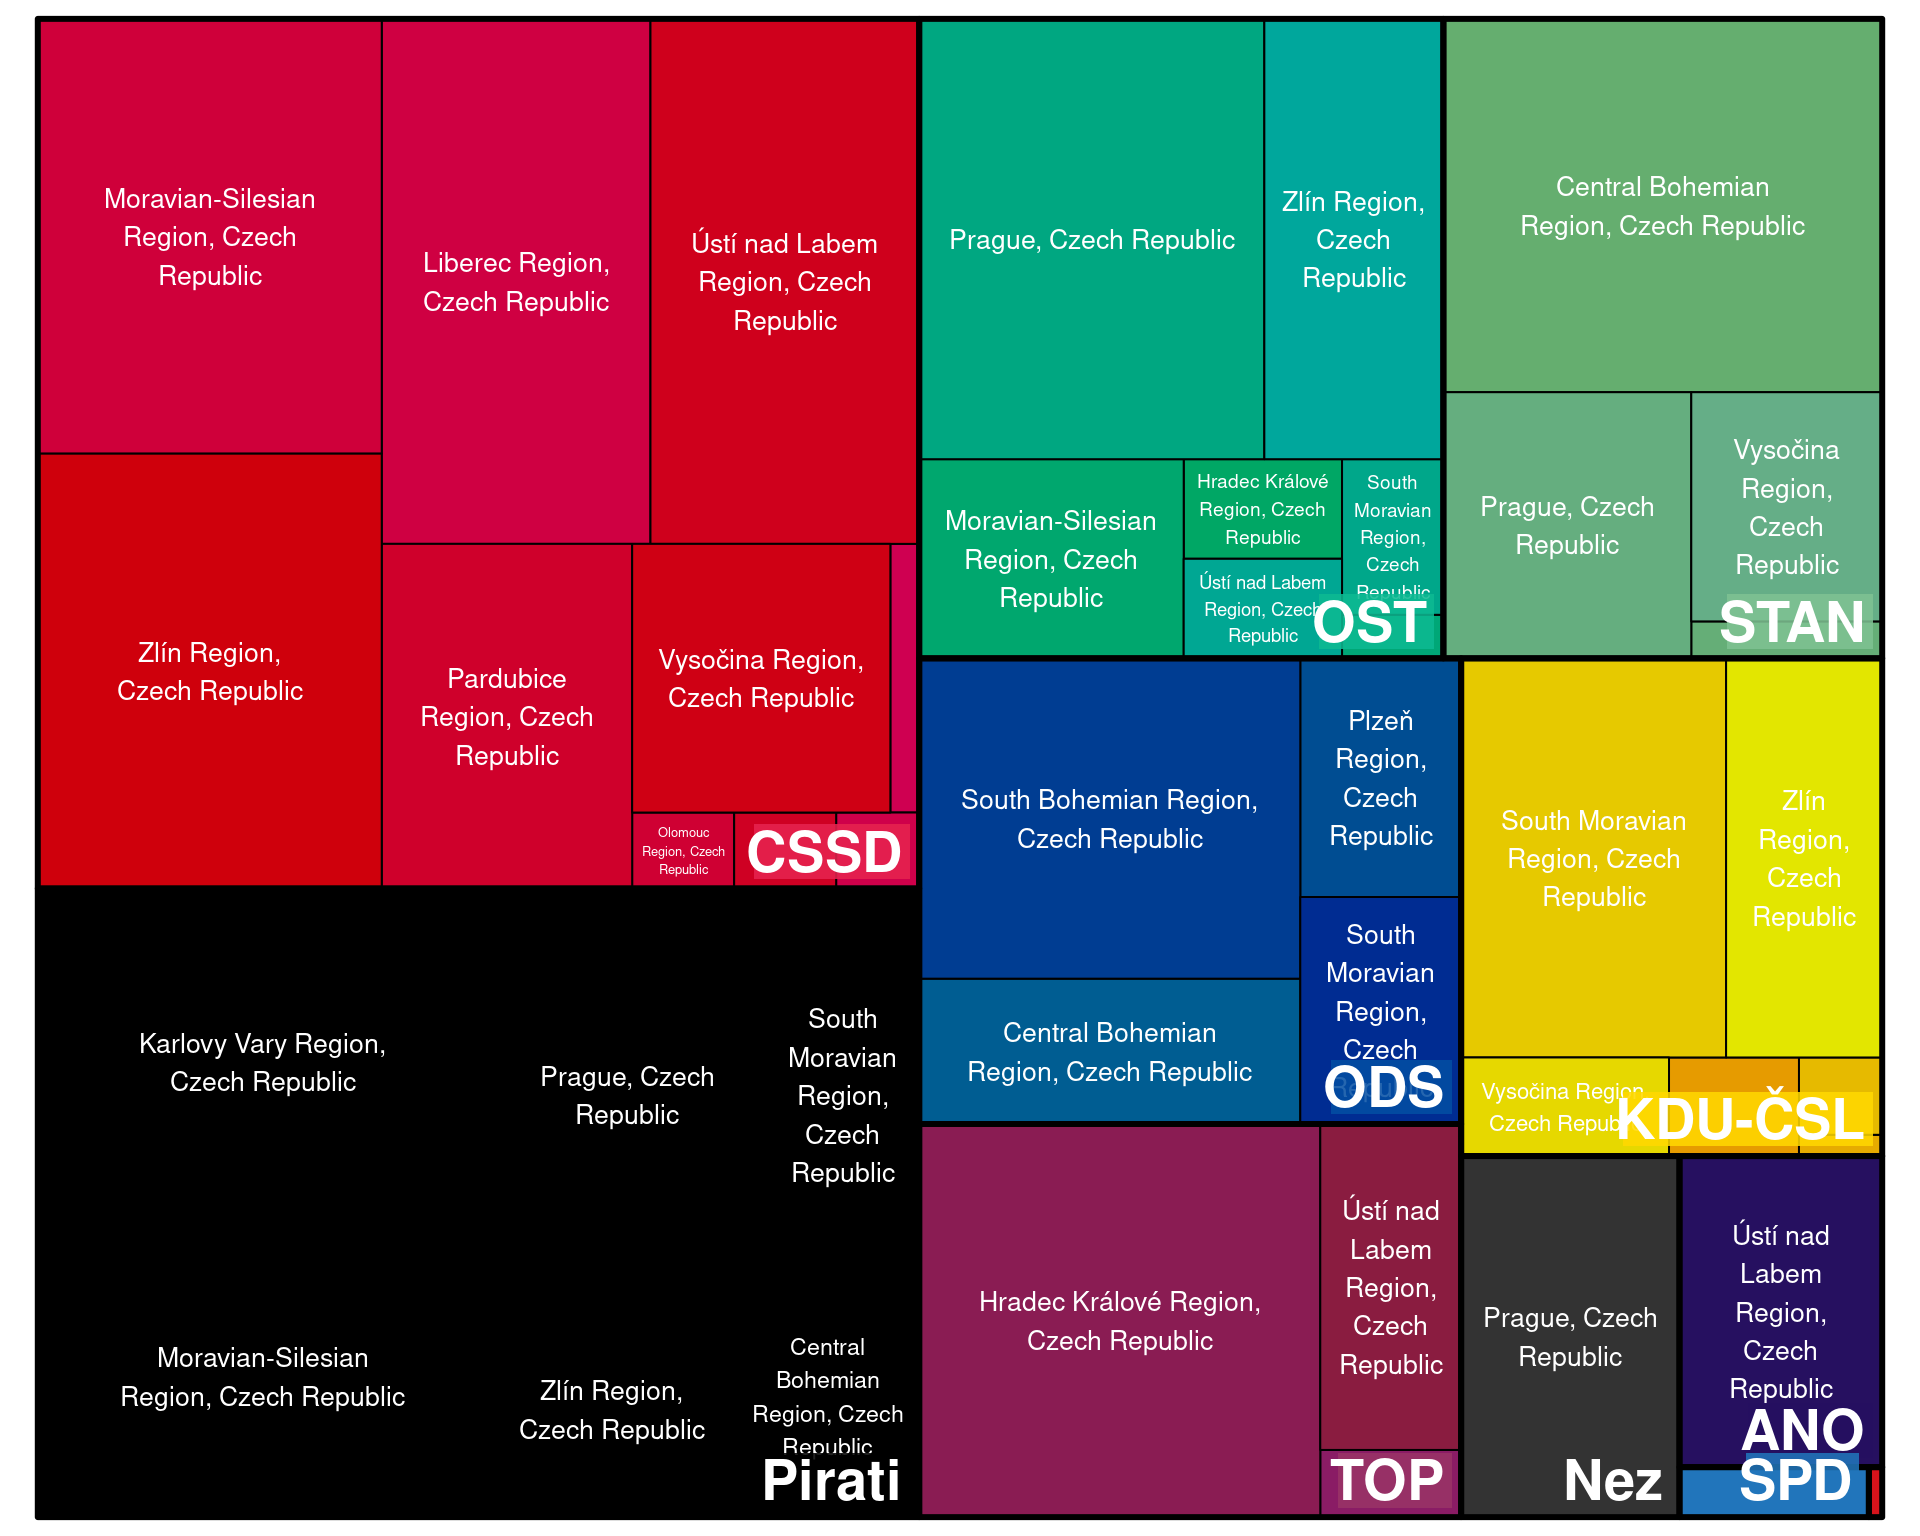 Moravian-Silesian
Region, Czech
Republic
Liberec Region,
Czech Republic
Ústí nad Labem
Region, Czech
Republic
Zlín Region,
Czech Republic
Pardubice
Region, Czech
Republic
Vysočina Region,
Czech Republic
Olomouc
Region, Czech
Republic
CSSD
Prague, Czech Republic
Zlín Region,
Czech
Republic
Moravian-Silesian
Region, Czech
Republic
Hradec Králové
Region, Czech
Republic
Ústí nad Labem
Region, Czech
Republic
South
Moravian
Region,
Czech
Republic
OST
Central Bohemian
Region, Czech Republic
Prague, Czech
Republic
Vysočina
Region,
Czech
Republic
STAN
Karlovy Vary Region,
Czech Republic
Prague, Czech
Republic
South
Moravian
Region,
Czech
Republic
Moravian-Silesian
Region, Czech Republic
Zlín Region,
Czech Republic
Central
Bohemian
Region, Czech
Republic
Pirati
South Bohemian Region,
Czech Republic
Plzeň
Region,
Czech
Republic
Central Bohemian
Region, Czech Republic
South
Moravian
Region,
Czech
Republic
ODS
South Moravian
Region, Czech
Republic
Zlín
Region,
Czech
Republic
Vysočina Region,
Czech Republic
KDU-ČSL
Hradec Králové Region,
Czech Republic
Ústí nad
Labem
Region,
Czech
Republic
TOP
Prague, Czech
Republic
Nez
Ústí nad
Labem
Region,
Czech
Republic
ANO
SPD